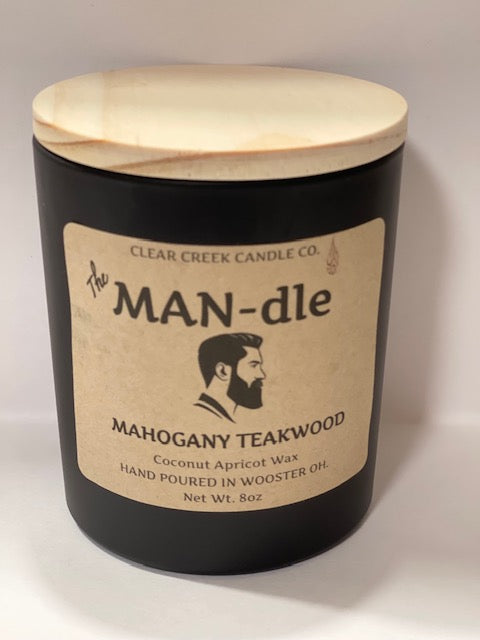 CLEAR CREEK CANDLE CO.
The
MAN-dle
MAHOGANY TEAKWOOD
Coconut Apricot Wax
HAND POURED IN WOOSTER OH.
Net Wt. 8oz